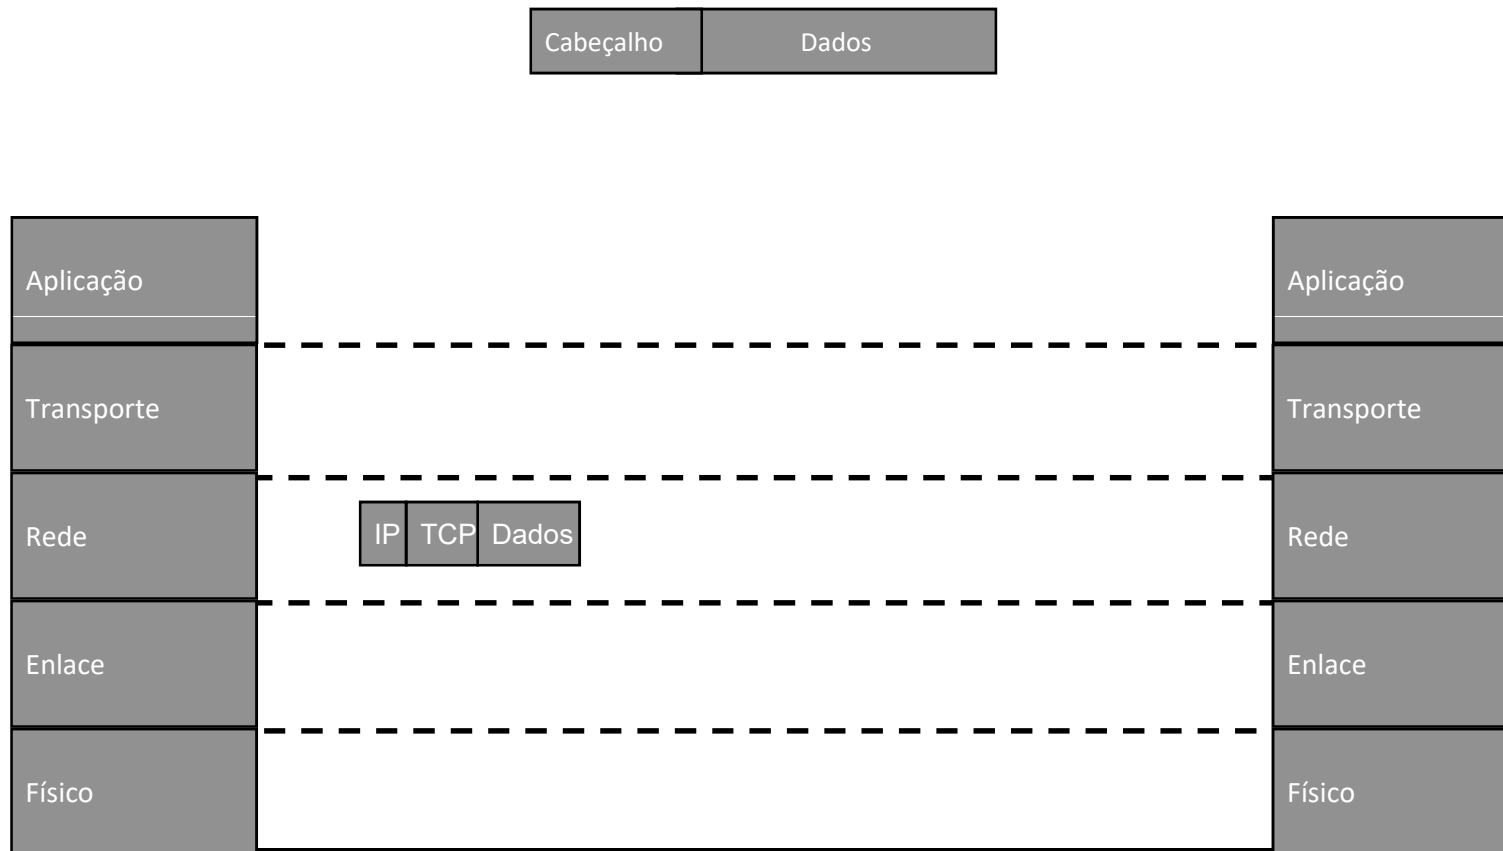 Cabeçalho Dados
Aplicação Aplicação
Transporte Transporte
Rede IP TCP Dados Rede
Enlace Enlace
Físico Físico